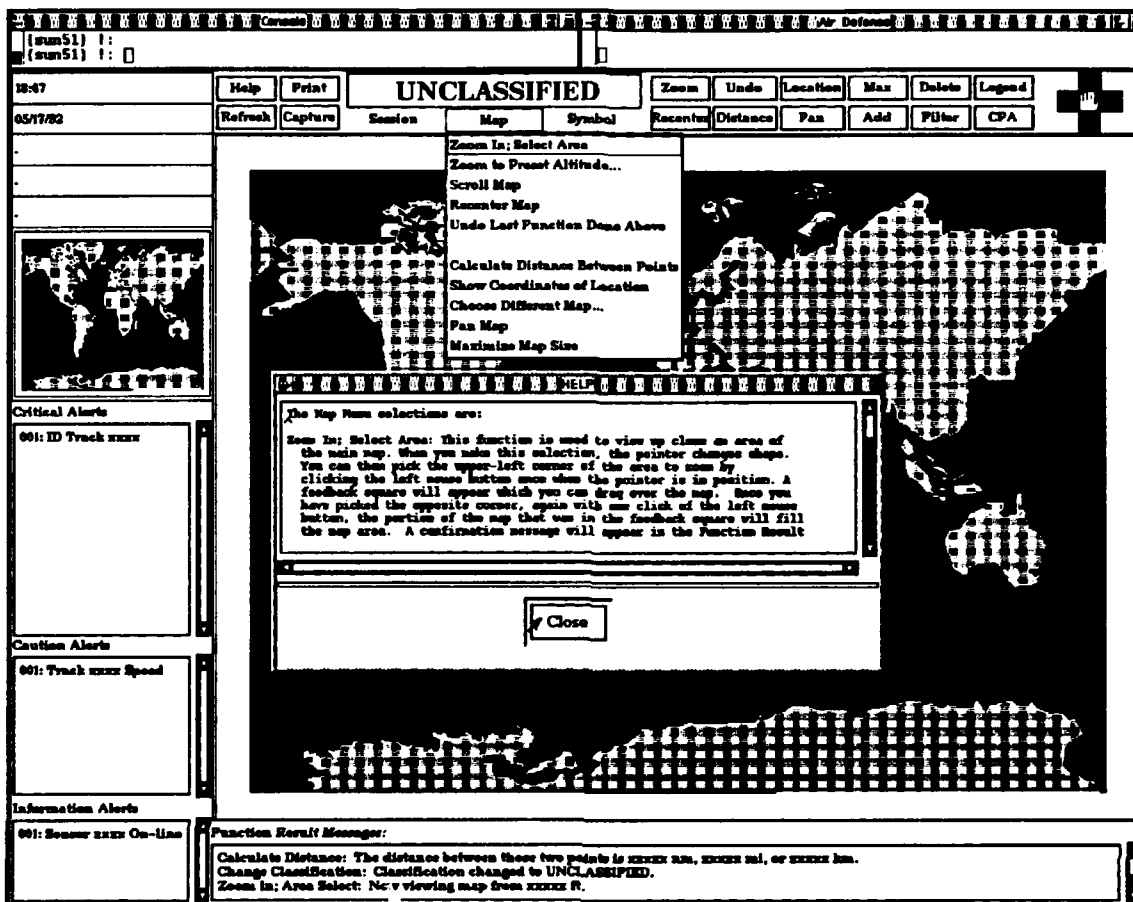 Console
Air Defense
{sun51} !:
{sun51} !:
18:47
05/17/92
Help Print
UNCLASSIFIED
Zoom Undo Location Max Delete Legend
Refresh Capture
Session Map Symbol
Recenter Distance Pan Add Filter CPA
Zoom In; Select Area
Zoom to Preset Altitude...
Scroll Map
Recenter Map
Undo Last Function Done Above
Calculate Distance Between Points
Show Coordinates of Location
Choose Different Map...
Pan Map
Maximize Map Size
HELP
The Map Menu selections are:
Zoom In; Select Area: This function is used to view up close an area of
the main map. When you make this selection, the pointer changes shape.
You can then pick the upper-left corner of the area to zoom by
clicking the left mouse button once when the pointer is in position. A
feedback square will appear which you can drag over the map. Once you
have picked the opposite corner, again with one click of the left mouse
button, the portion of the map that was in the feedback square will fill
the map area. A confirmation message will appear in the Function Result
Close
Critical Alerts
001: ID Track xxxx
Caution Alerts
001: Track xxxx Speed
Information Alerts
001: Sensor xxxx On-line
Function Result Messages:
Calculate Distance: The distance between those two points is xxxxx nm, xxxxx mi, or xxxxx km.
Change Classification: Classification changed to UNCLASSIFIED.
Zoom In; Area Select: Now viewing map from xxxxx ft.